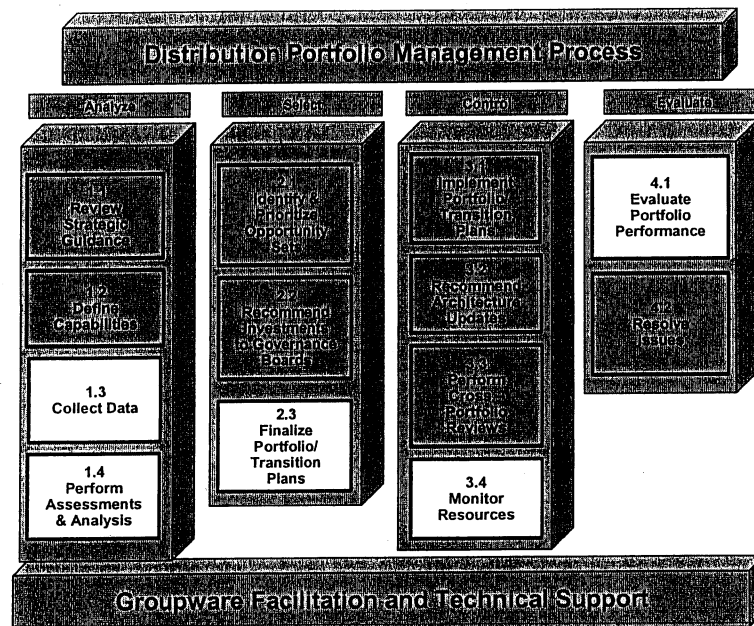 Distribution Portfolio Management Process
Analyze
Select
Control
Evaluate
1.1
Review
Strategic
Guidance
1.2
Define
Capabilities
1.3
Collect Data
1.4
Perform
Assessments
& Analysis
2.1
Identify &
Prioritize
Opportunity
Sets
2.2
Recommend
Investments
to Governance
Boards
2.3
Finalize
Portfolio/
Transition
Plans
3.1
Implement
Portfolio/
Transition
Plans
3.2
Recommend
Architecture
Updates
3.3
Perform
Cross-
Portfolio
Reviews
3.4
Monitor
Resources
4.1
Evaluate
Portfolio
Performance
4.2
Resolve
Issues
Groupware Facilitation and Technical Support